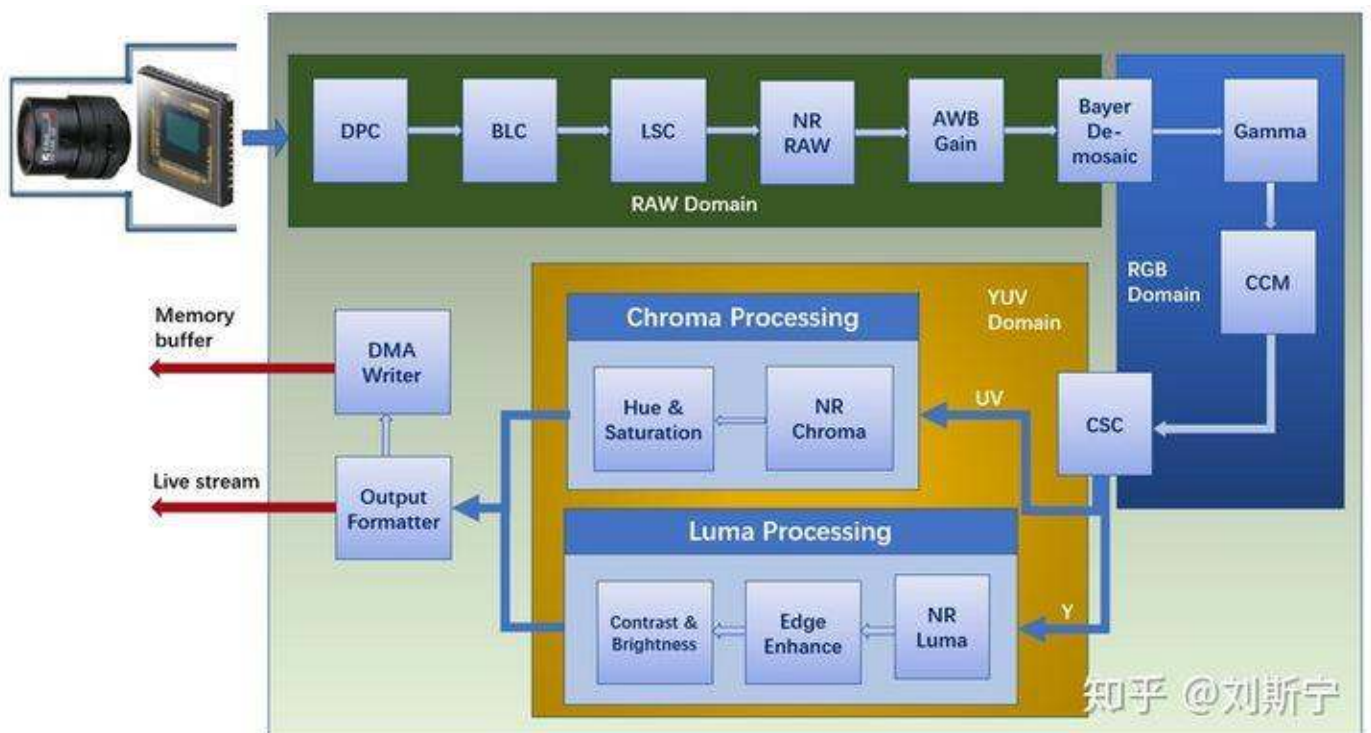 DPC
BLC
LSC
NR
RAW
AWB
Gain
Bayer
De-
mosaic
Gamma
RAW Domain
RGB
Domain
CCM
YUV
Domain
Chroma Processing
Hue &
Saturation
NR
Chroma
UV
CSC
Memory
buffer
DMA
Writer
Live stream
Output
Formatter
Luma Processing
Contrast &
Brightness
Edge
Enhance
NR
Luma
Y
知乎 @刘斯宁